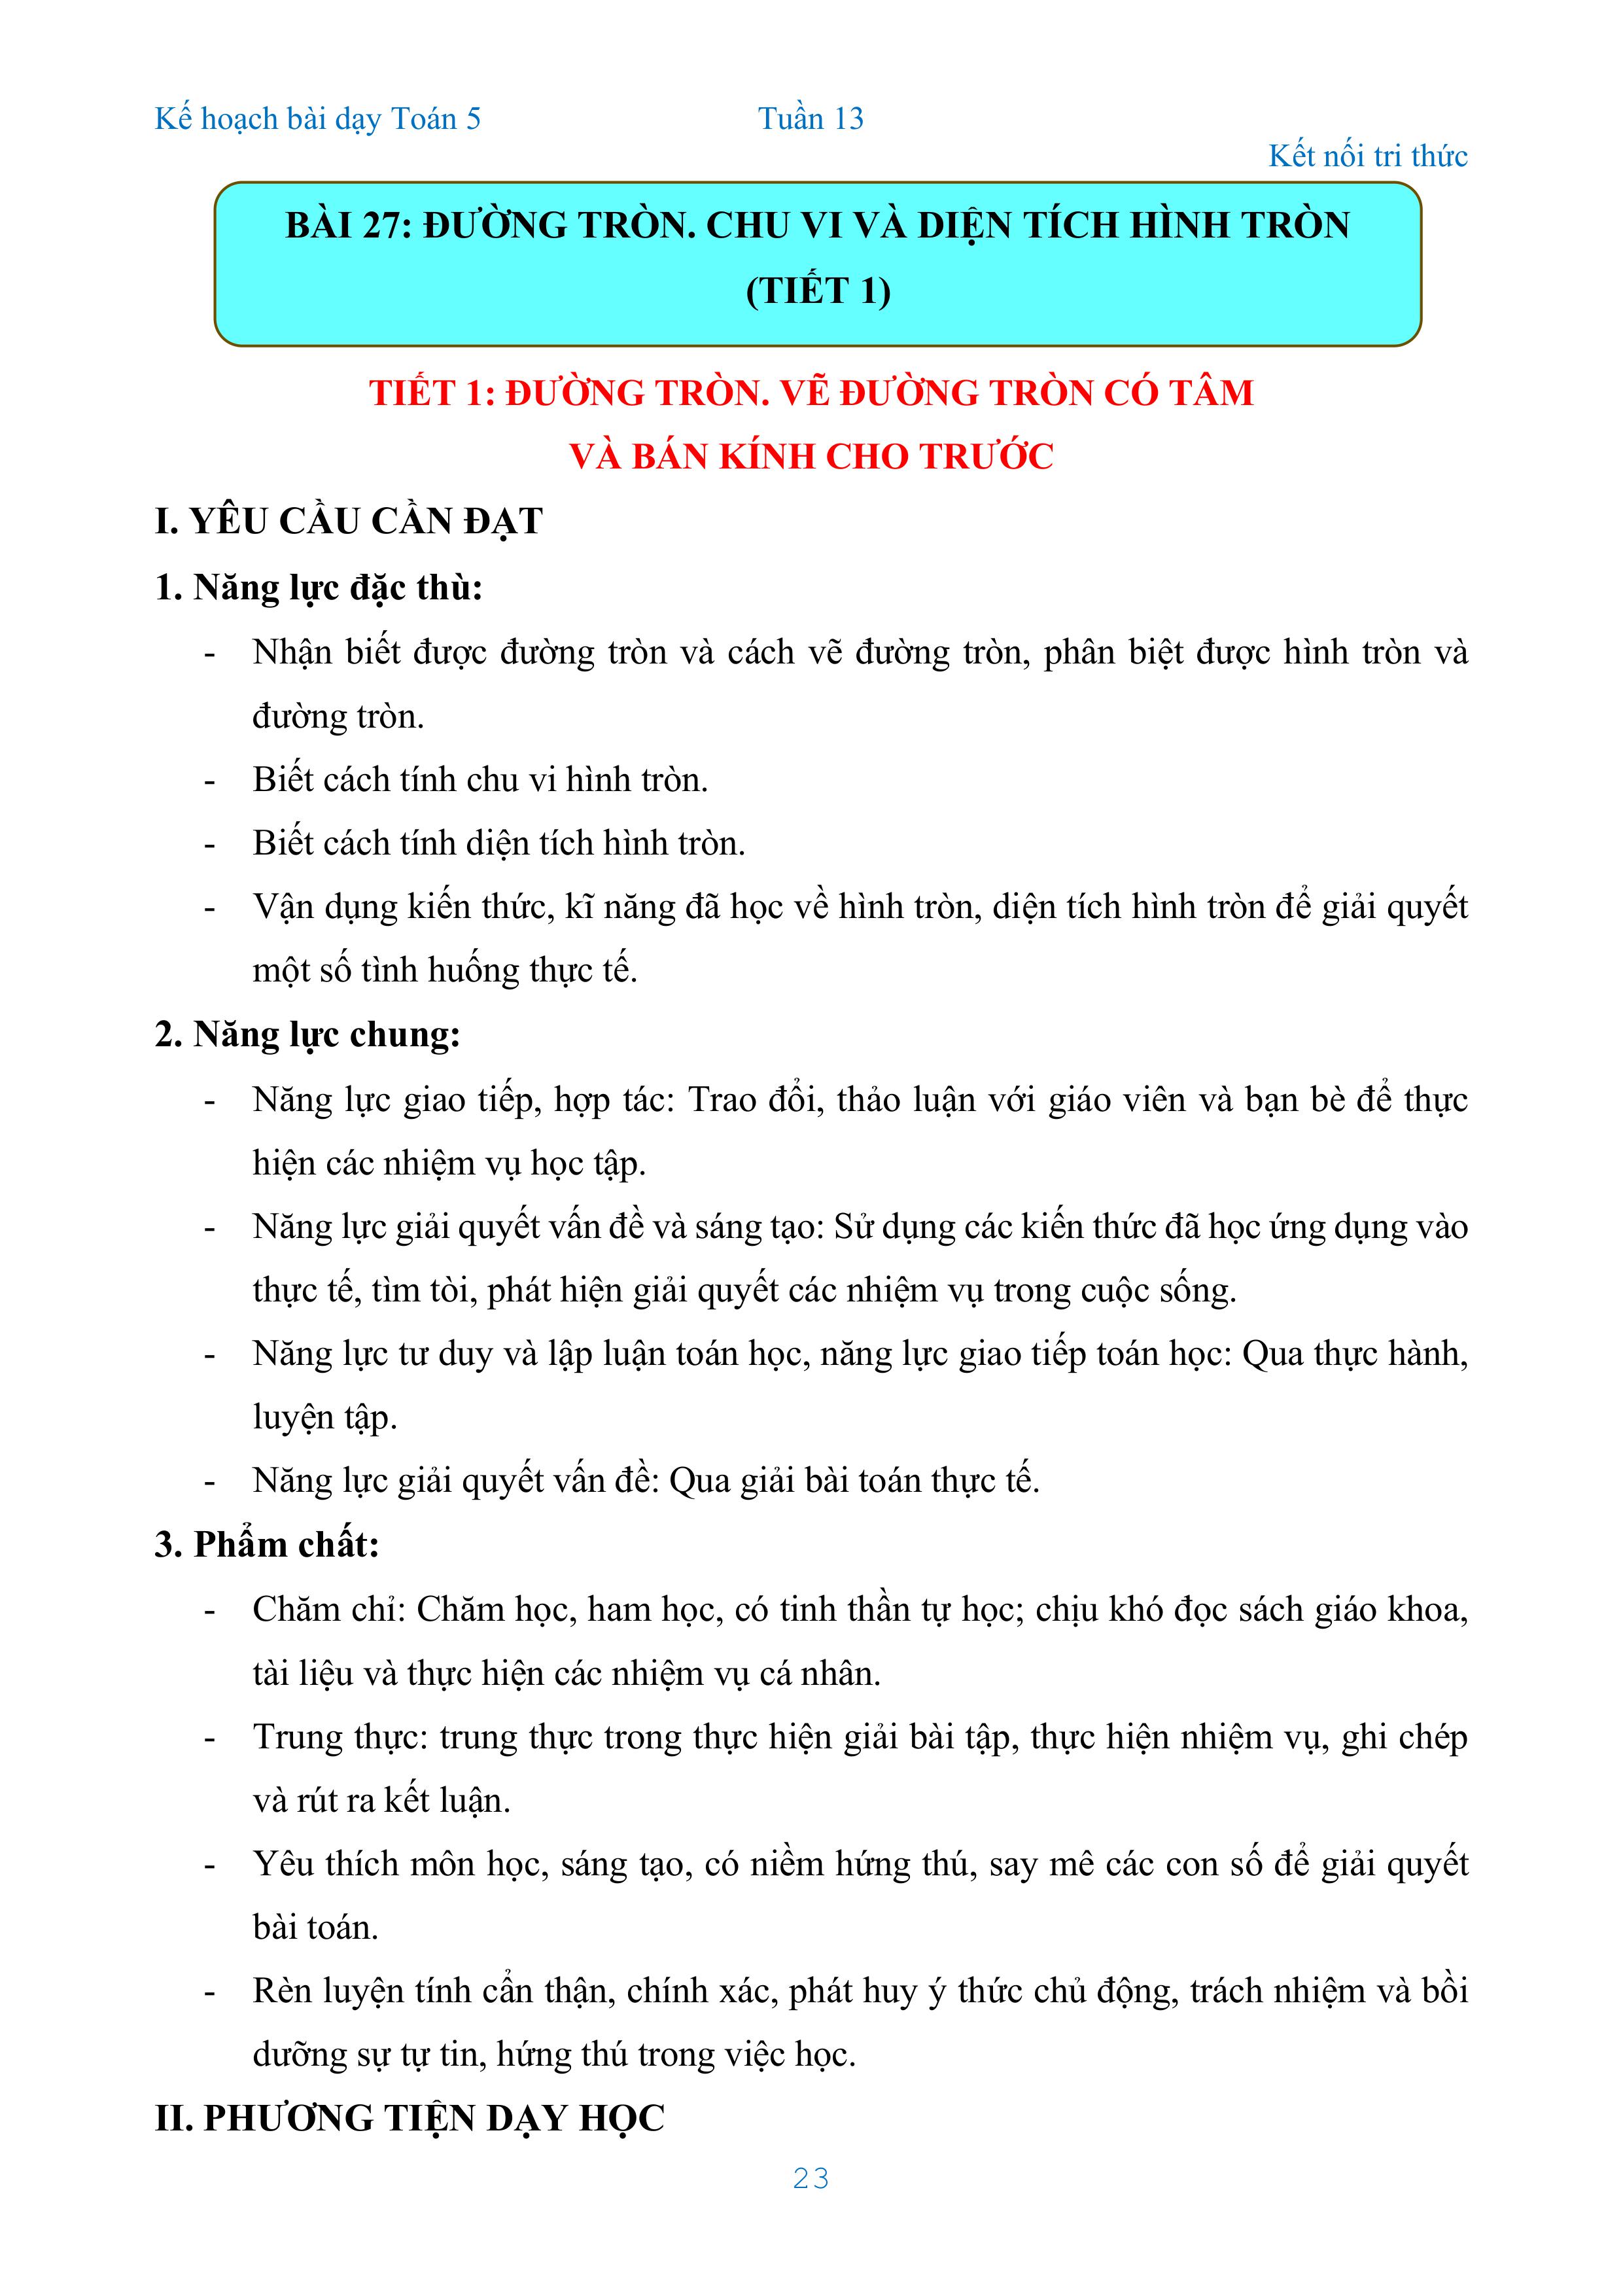 Kế hoạch bài dạy Toán 5 Tuần 13
Kết nối tri thức
BÀI 27: ĐƯỜNG TRÒN. CHU VI VÀ DIỆN TÍCH HÌNH TRÒN
(TIẾT 1)
TIẾT 1: ĐƯỜNG TRÒN. VẼ ĐƯỜNG TRÒN CÓ TÂM
VÀ BÁN KÍNH CHO TRƯỚC
I. YÊU CẦU CẦN ĐẠT
1. Năng lực đặc thù:
- Nhận biết được đường tròn và cách vẽ đường tròn, phân biệt được hình tròn và
đường tròn.
- Biết cách tính chu vi hình tròn.
- Biết cách tính diện tích hình tròn.
- Vận dụng kiến thức, kĩ năng đã học về hình tròn, diện tích hình tròn để giải quyết
một số tình huống thực tế.
2. Năng lực chung:
- Năng lực giao tiếp, hợp tác: Trao đổi, thảo luận với giáo viên và bạn bè để thực
hiện các nhiệm vụ học tập.
- Năng lực giải quyết vấn đề và sáng tạo: Sử dụng các kiến thức đã học ứng dụng vào
thực tế, tìm tòi, phát hiện giải quyết các nhiệm vụ trong cuộc sống.
- Năng lực tư duy và lập luận toán học, năng lực giao tiếp toán học: Qua thực hành,
luyện tập.
- Năng lực giải quyết vấn đề: Qua giải bài toán thực tế.
3. Phẩm chất:
- Chăm chỉ: Chăm học, ham học, có tinh thần tự học; chịu khó đọc sách giáo khoa,
tài liệu và thực hiện các nhiệm vụ cá nhân.
- Trung thực: trung thực trong thực hiện giải bài tập, thực hiện nhiệm vụ, ghi chép
và rút ra kết luận.
- Yêu thích môn học, sáng tạo, có niềm hứng thú, say mê các con số để giải quyết
bài toán.
- Rèn luyện tính cẩn thận, chính xác, phát huy ý thức chủ động, trách nhiệm và bồi
dưỡng sự tự tin, hứng thú trong việc học.
II. PHƯƠNG TIỆN DẠY HỌC
23